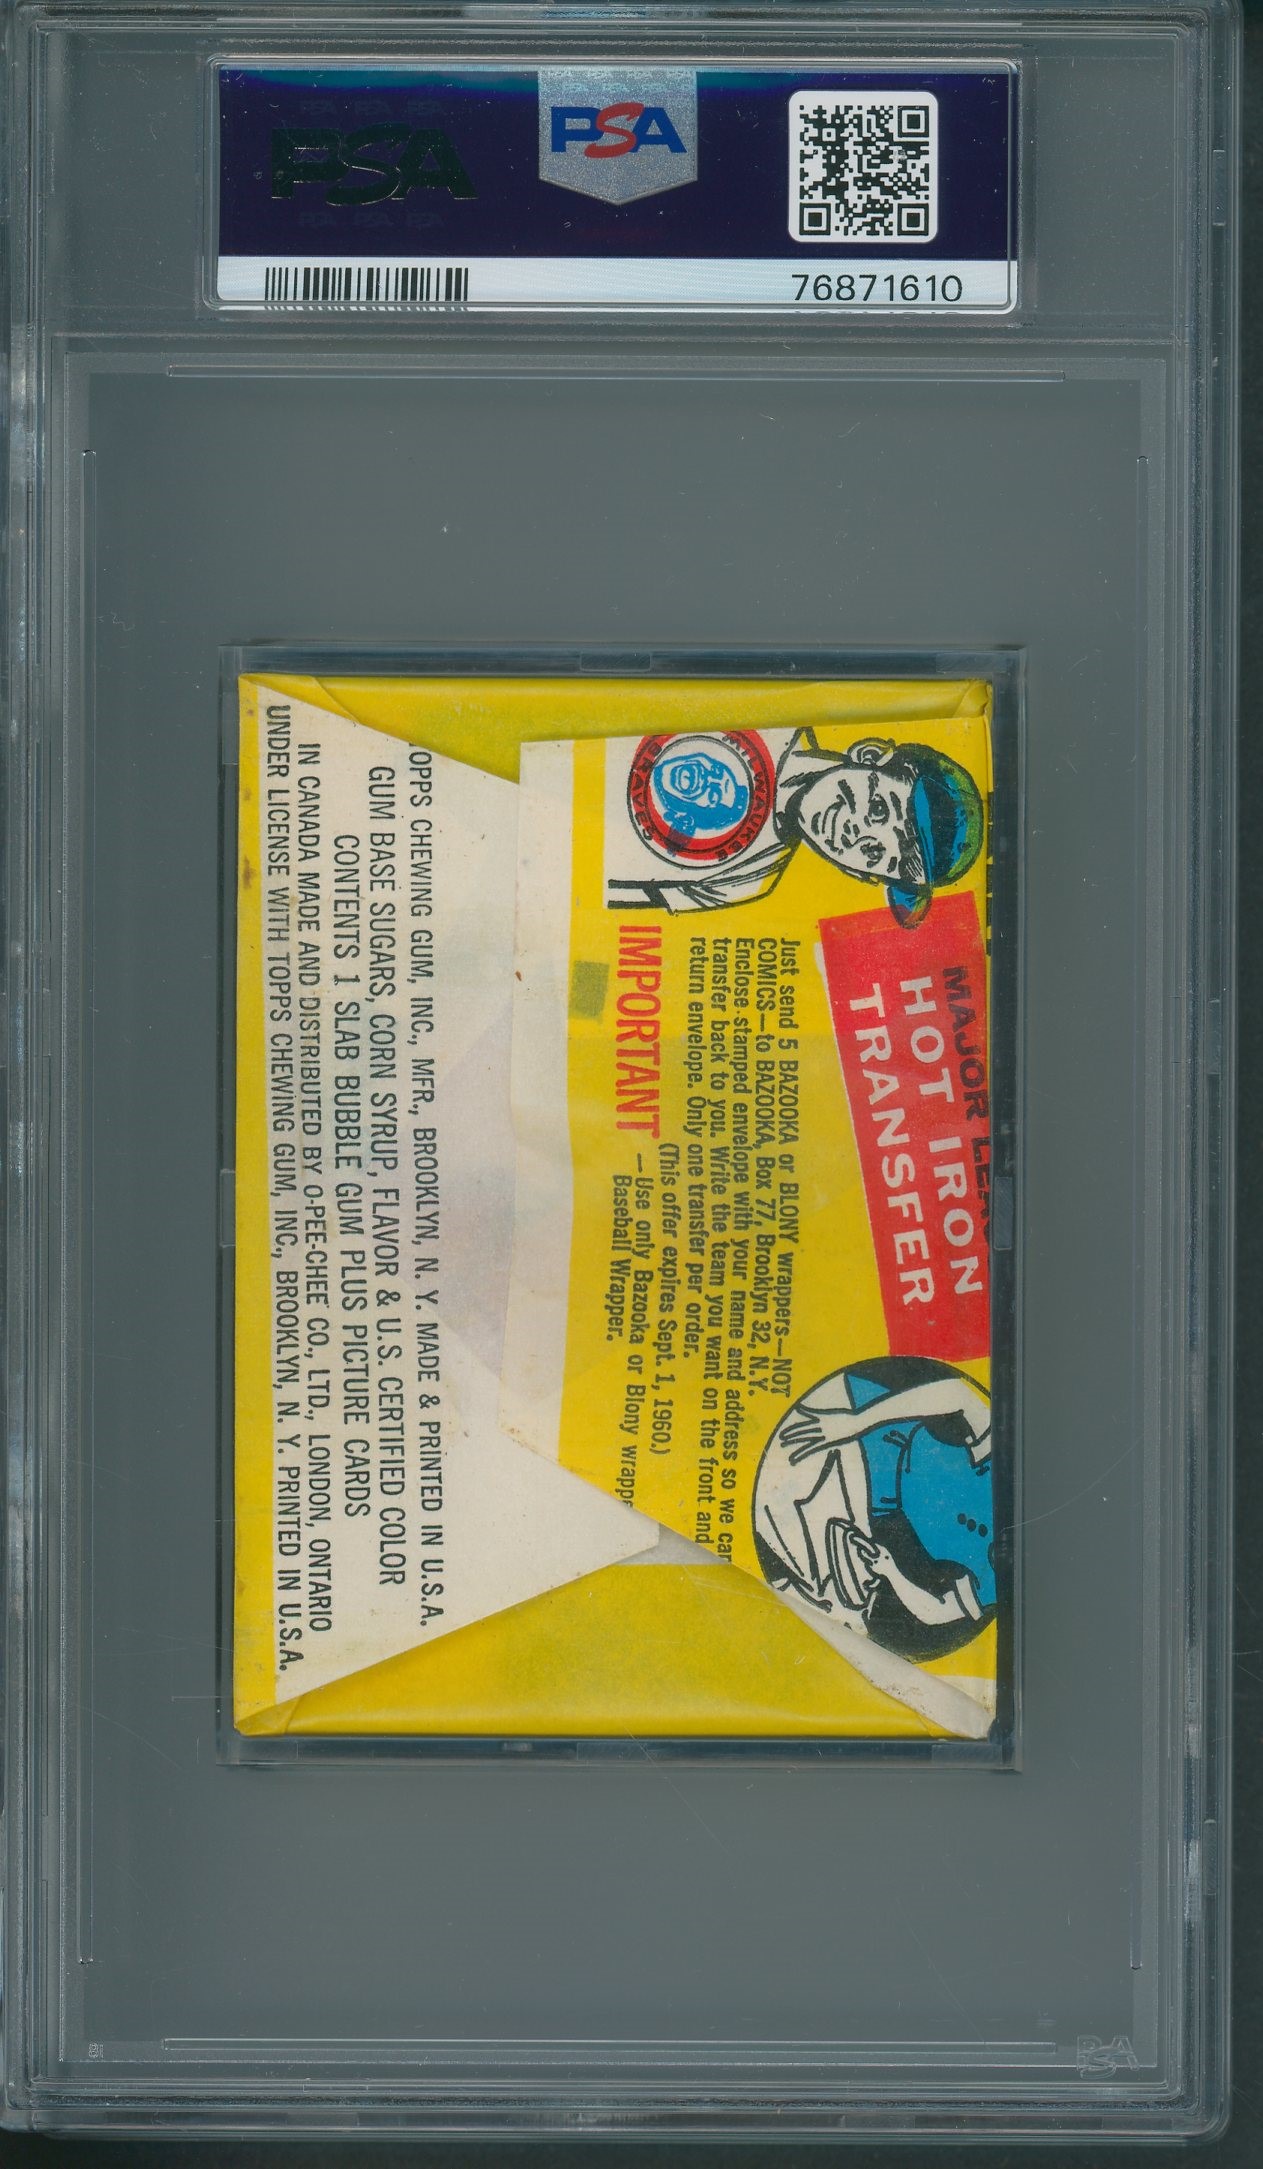 PSA
PSA
76871610
MAJOR
HOT IRON
TRANSFER
MILWAUKEE
BRAVES
Just send 5 BAZOOKA or BLONY wrappers—NOT
COMICS—to BAZOOKA, Box 77, Brooklyn 32, N.Y.
Enclose stamped envelope with your name and address so we can
transfer back to you. Write the team you want on the front and
return envelope. Only one transfer per order.
(This offer expires Sept. 1, 1960.)
IMPORTANT—Use only Bazooka or Blony
Baseball Wrapper.
OPPS CHEWING GUM, INC., MFR., BROOKLYN, N. Y. MADE & PRINTED IN U.S.A.
GUM BASE SUGARS, CORN SYRUP, FLAVOR & U.S. CERTIFIED COLOR
CONTENTS 1 SLAB BUBBLE GUM PLUS PICTURE CARDS
IN CANADA MADE AND DISTRIBUTED BY O-PEE-CHEE CO., LTD., LONDON, ONTARIO
UNDER LICENSE WITH TOPPS CHEWING GUM, INC., BROOKLYN, N. Y. PRINTED IN U.S.A.
PSA